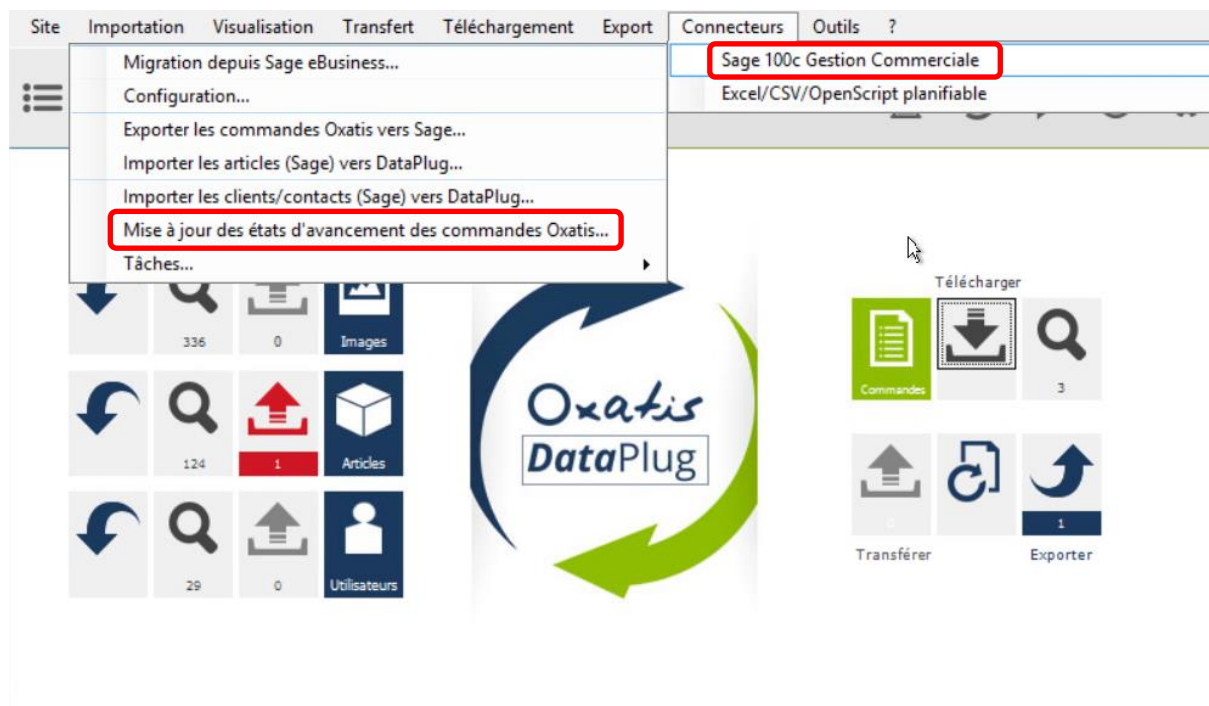 Site Importation Visualisation Transfert Téléchargement Export Connecteurs Outils ?
Sage 100c Gestion Commerciale
Excel/CSV/OpenScript planifiable
Migration depuis Sage eBusiness...
Configuration...
Exporter les commandes Oxatis vers Sage...
Importer les articles (Sage) vers DataPlug...
Importer les clients/contacts (Sage) vers DataPlug...
Mise à jour des états d'avancement des commandes Oxatis...
Tâches...
336 0 Images
124 1 Articles
29 0 Utilisateurs
Oxatis
DataPlug
Télécharger
Commandes 3
0 1
Transférer Exporter